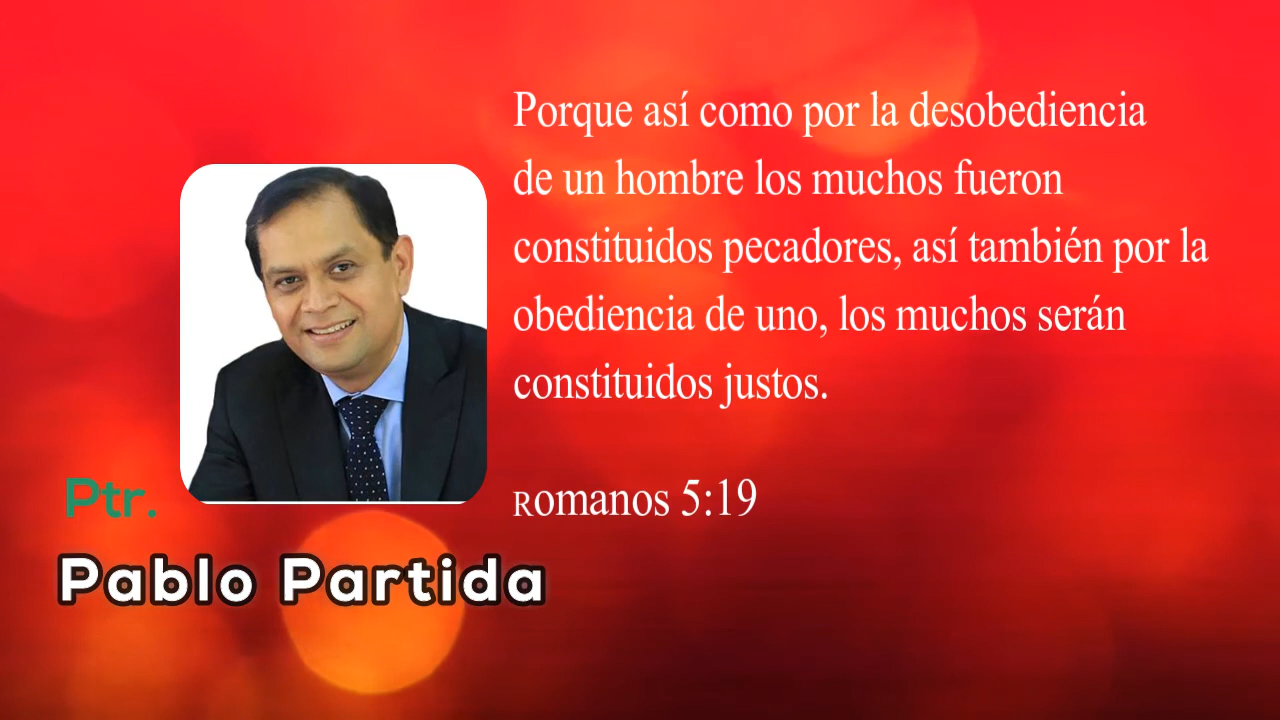 Porque así como por la desobediencia
de un hombre los muchos fueron
constituidos pecadores, así también por la
obediencia de uno, los muchos serán
constituidos justos.
Romanos 5:19
Ptr.
Pablo Partida